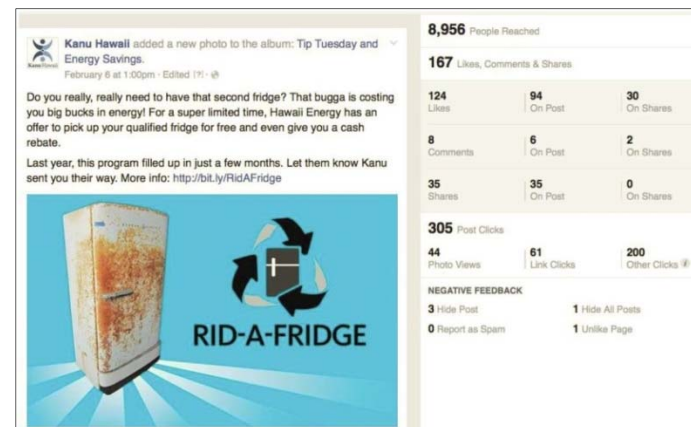 Kanu Hawaii added a new photo to the album: Tip Tuesday and
Energy Savings.
February 6 at 1:00pm · Edited [?] ·
Kanu Hawaii
Do you really, really need to have that second fridge? That bugga is costing
you big bucks in energy! For a super limited time, Hawaii Energy has an
offer to pick up your qualified fridge for free and even give you a cash
rebate.
Last year, this program filled up in just a few months. Let them know Kanu
sent you their way. More info: http://bit.ly/RidAFridge
RID-A-FRIDGE
8,956 People Reached
167 Likes, Comments & Shares
124 94 30
Likes On Post On Shares
8 6 2
Comments On Post On Shares
35 35 0
Shares On Post On Shares
305 Post Clicks
44 61 200
Photo Views Link Clicks Other Clicks
NEGATIVE FEEDBACK
3 Hide Post 1 Hide All Posts
0 Report as Spam 1 Unlike Page